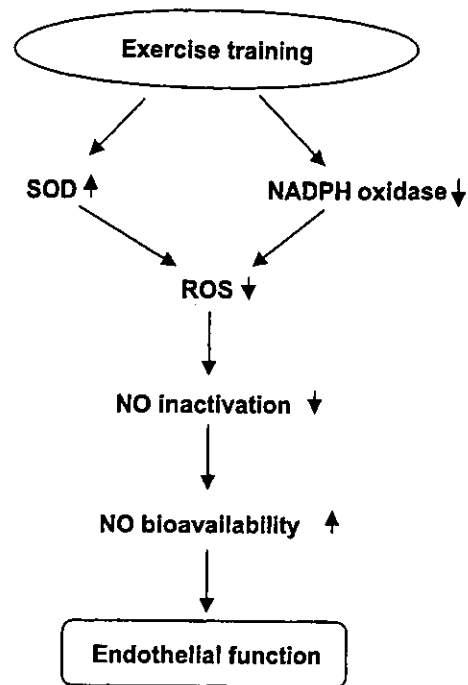 Exercise training
SOD ↑
NADPH oxidase ↓
ROS ↓
NO inactivation ↓
NO bioavailability ↑
Endothelial function